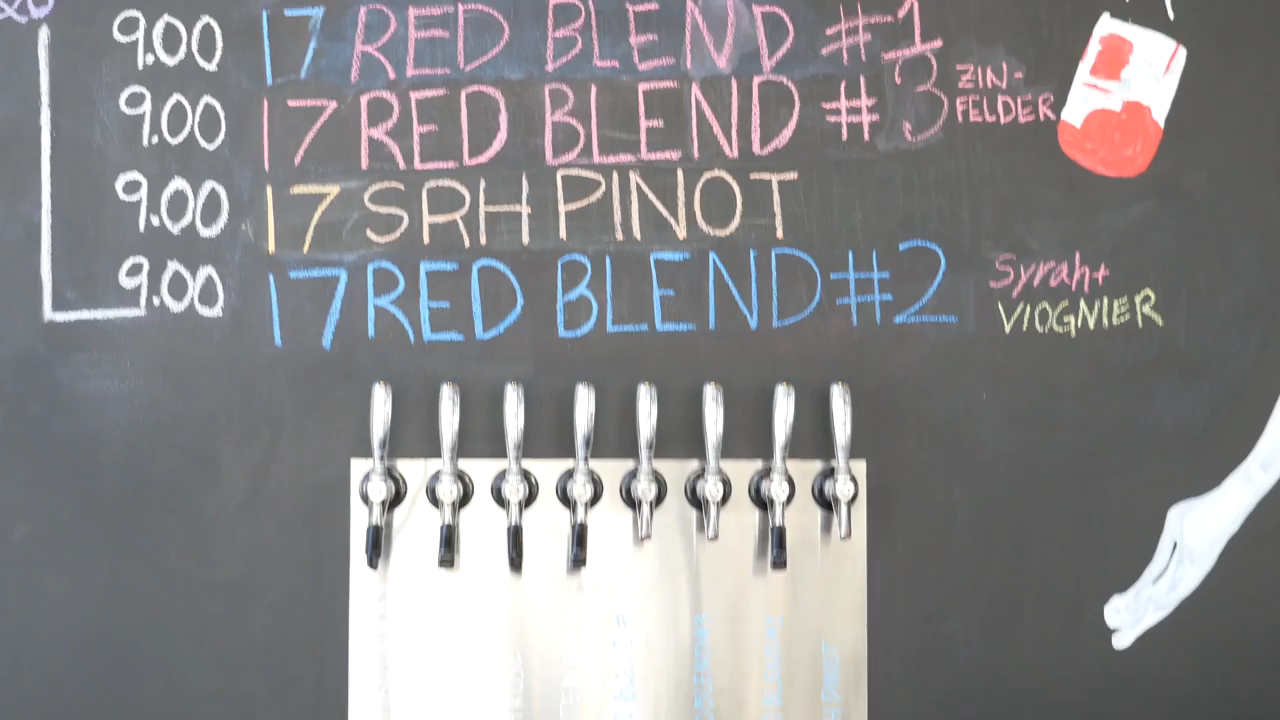 9.00 17 RED BLEND #1
9.00 17 RED BLEND #3 ZIN-
FELDER
9.00 17 SRH PINOT
9.00 17 RED BLEND #2 Syrah+
VIOGNIER